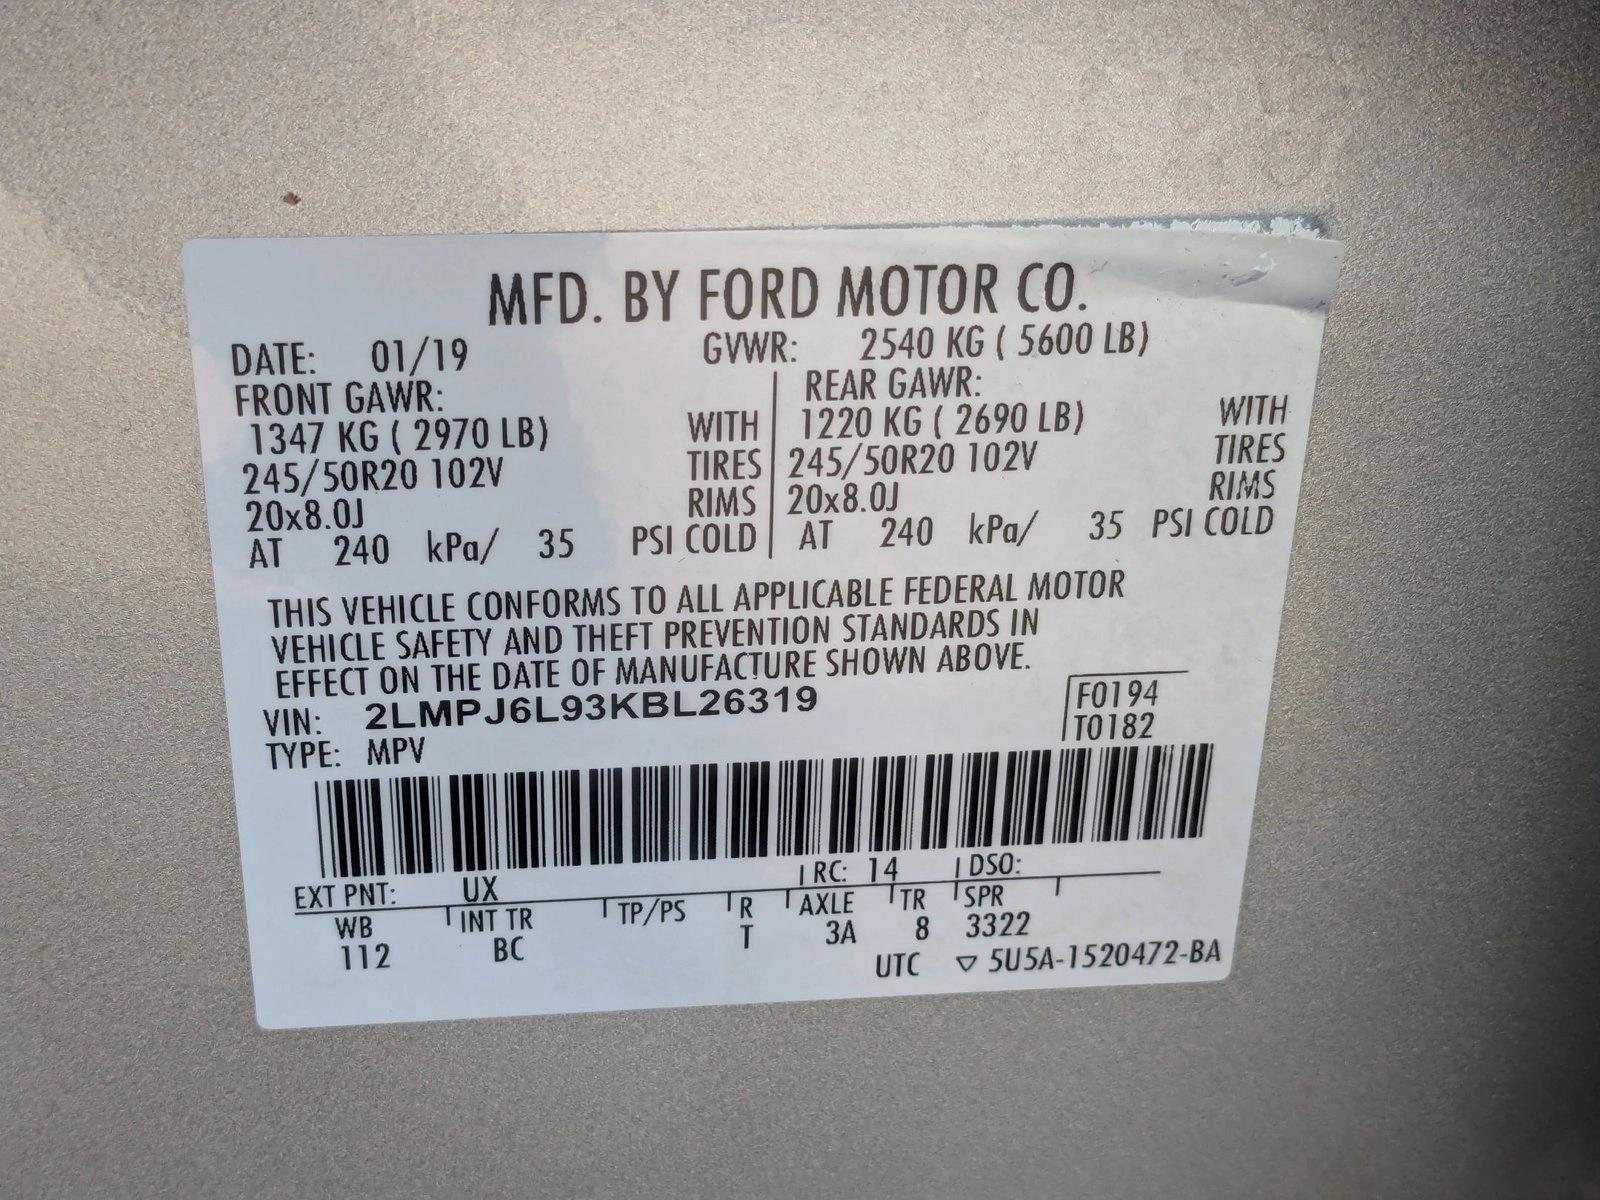 MFD. BY FORD MOTOR CO.
DATE: 01/19 GVWR: 2540 KG ( 5600 LB)
FRONT GAWR: REAR GAWR:
1347 KG ( 2970 LB) WITH 1220 KG ( 2690 LB) WITH
245/50R20 102V TIRES 245/50R20 102V TIRES
20x8.0J RIMS 20x8.0J RIMS
AT 240 kPa/ 35 PSI COLD AT 240 kPa/ 35 PSI COLD
THIS VEHICLE CONFORMS TO ALL APPLICABLE FEDERAL MOTOR
VEHICLE SAFETY AND THEFT PREVENTION STANDARDS IN
EFFECT ON THE DATE OF MANUFACTURE SHOWN ABOVE.
VIN: 2LMPJ6L93KBL26319 F0194
TYPE: MPV T0182
EXT PNT: UX RC: 14 DSO:
WB INT TR TP/PS R AXLE TR SPR
112 BC T 3A 8 3322
UTC ▽ 5U5A-1520472-BA